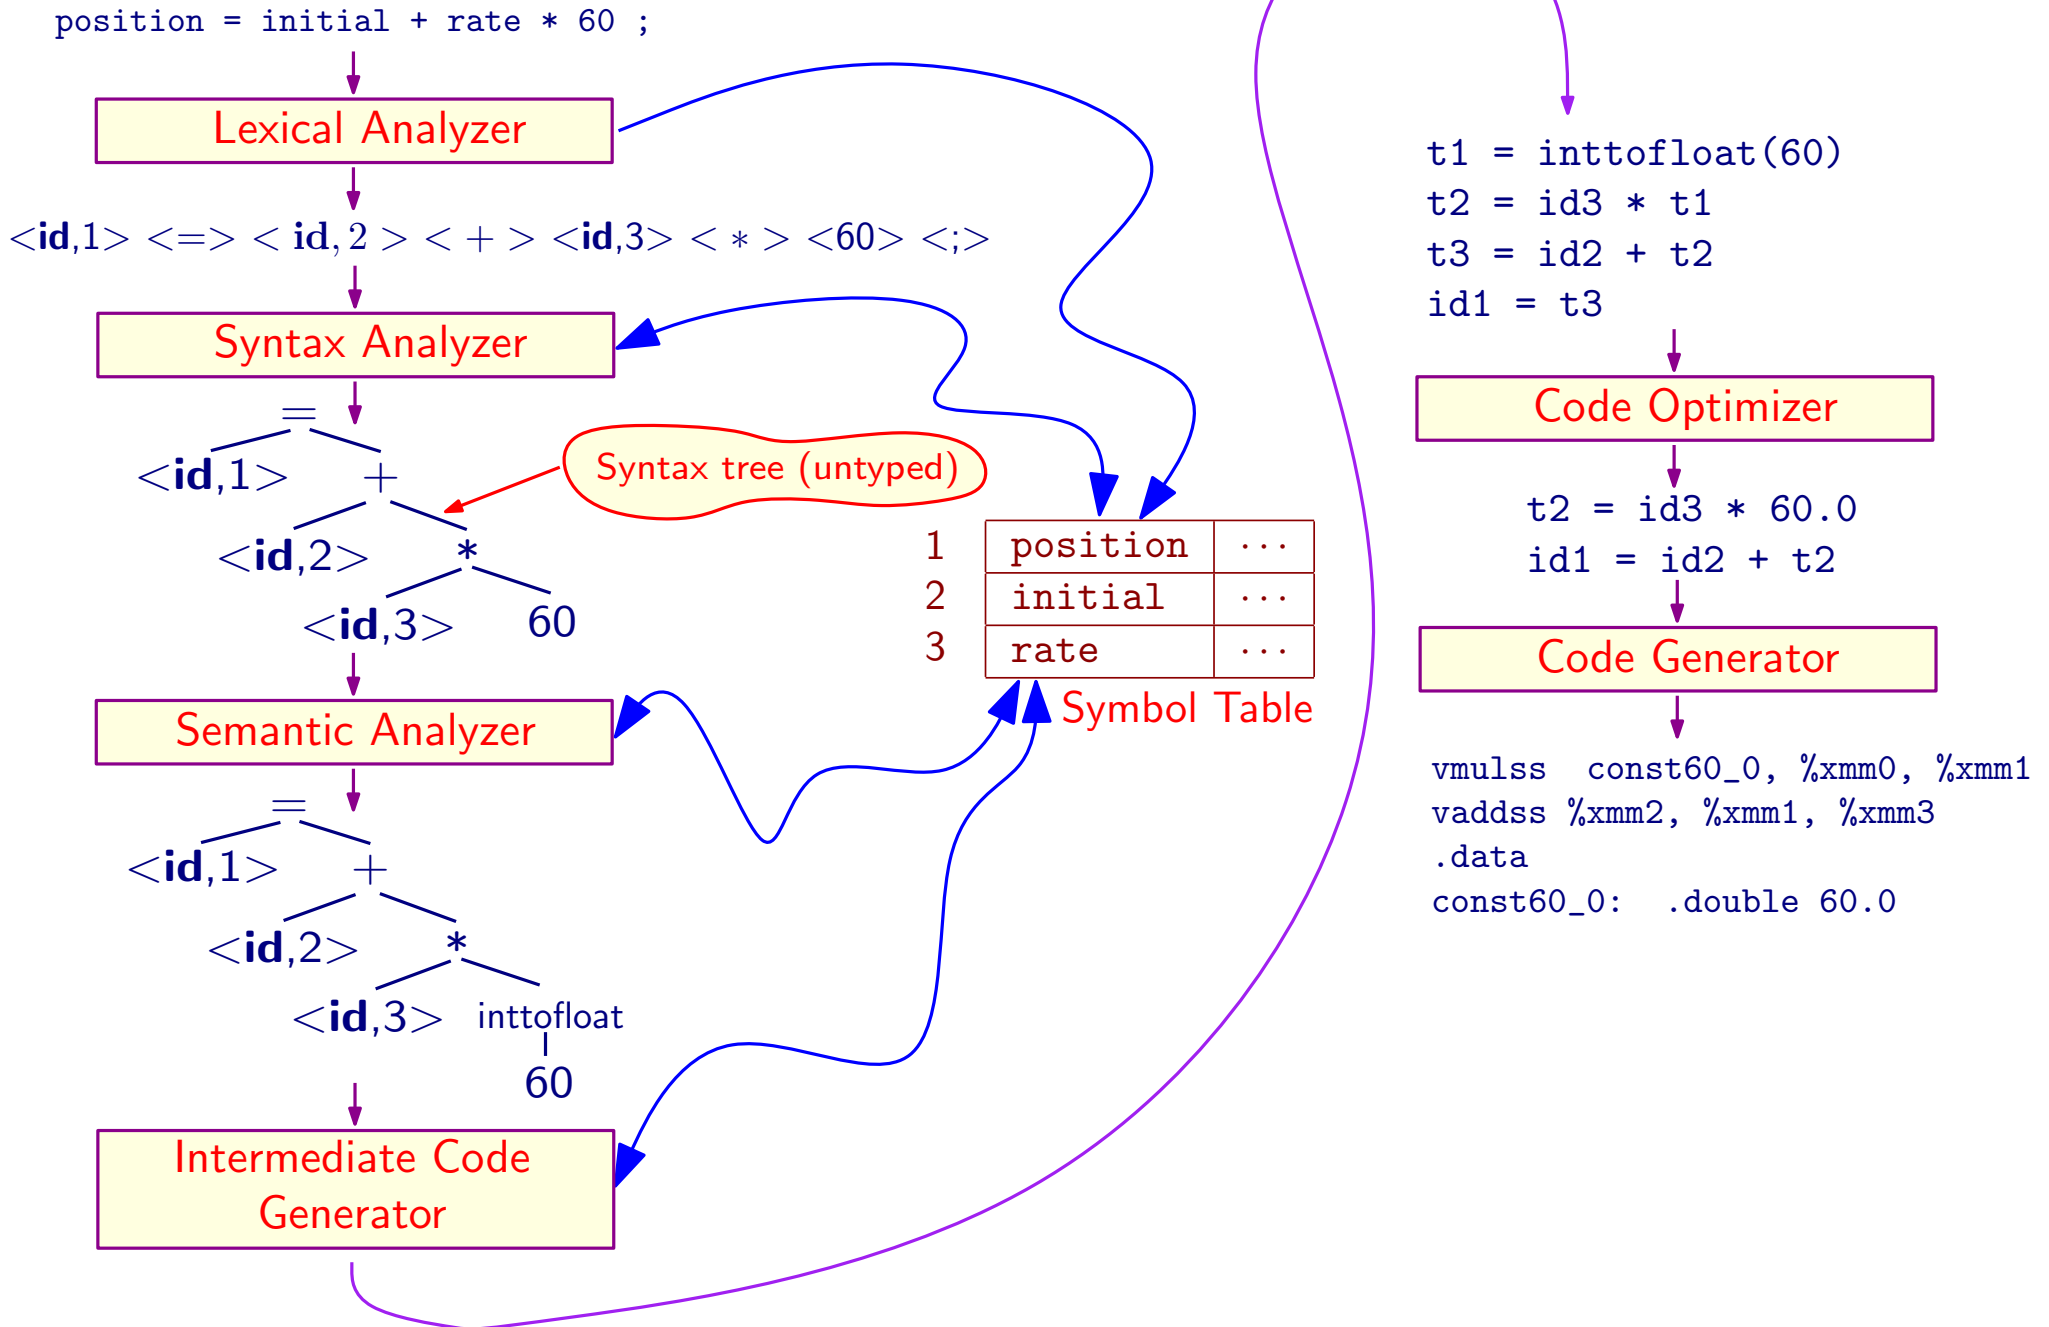 position = initial + rate * 60 ;
Lexical Analyzer
<id,1> <=> <id,2> <+> <id,3> <*> <60> <;>
Syntax Analyzer
=
<id,1> +
<id,2> *
<id,3> 60
Syntax tree (untyped)
Semantic Analyzer
=
<id,1> +
<id,2> *
<id,3> inttofloat
60
Intermediate Code
Generator
1 position ...
2 initial ...
3 rate ...
Symbol Table
t1 = inttofloat(60)
t2 = id3 * t1
t3 = id2 + t2
id1 = t3
Code Optimizer
t2 = id3 * 60.0
id1 = id2 + t2
Code Generator
vmulss const60_0, %xmm0, %xmm1
vaddss %xmm2, %xmm1, %xmm3
.data
const60_0: .double 60.0